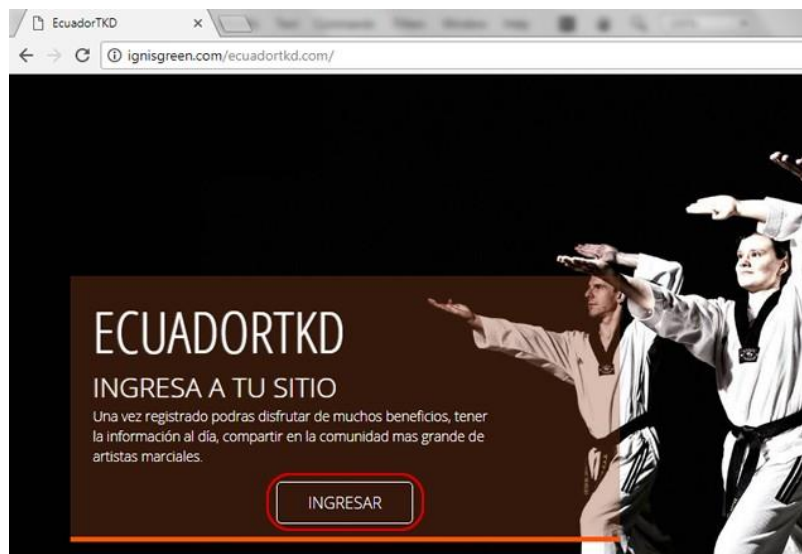 EcuadorTKD
ignisgreen.com/ecuadortkd.com/
ECUADORTKD
INGRESA A TU SITIO
Una vez registrado podras disfrutar de muchos beneficios, tener
la información al día, compartir en la comunidad mas grande de
artistas marciales.
INGRESAR